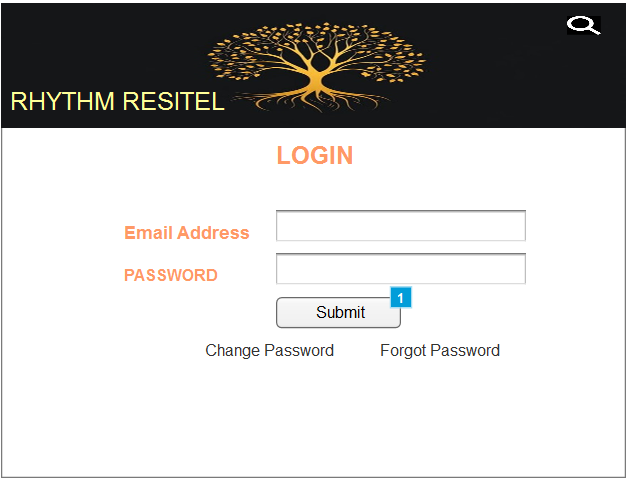 RHYTHM RESITEL
LOGIN
Email Address
PASSWORD
Submit 1
Change Password Forgot Password